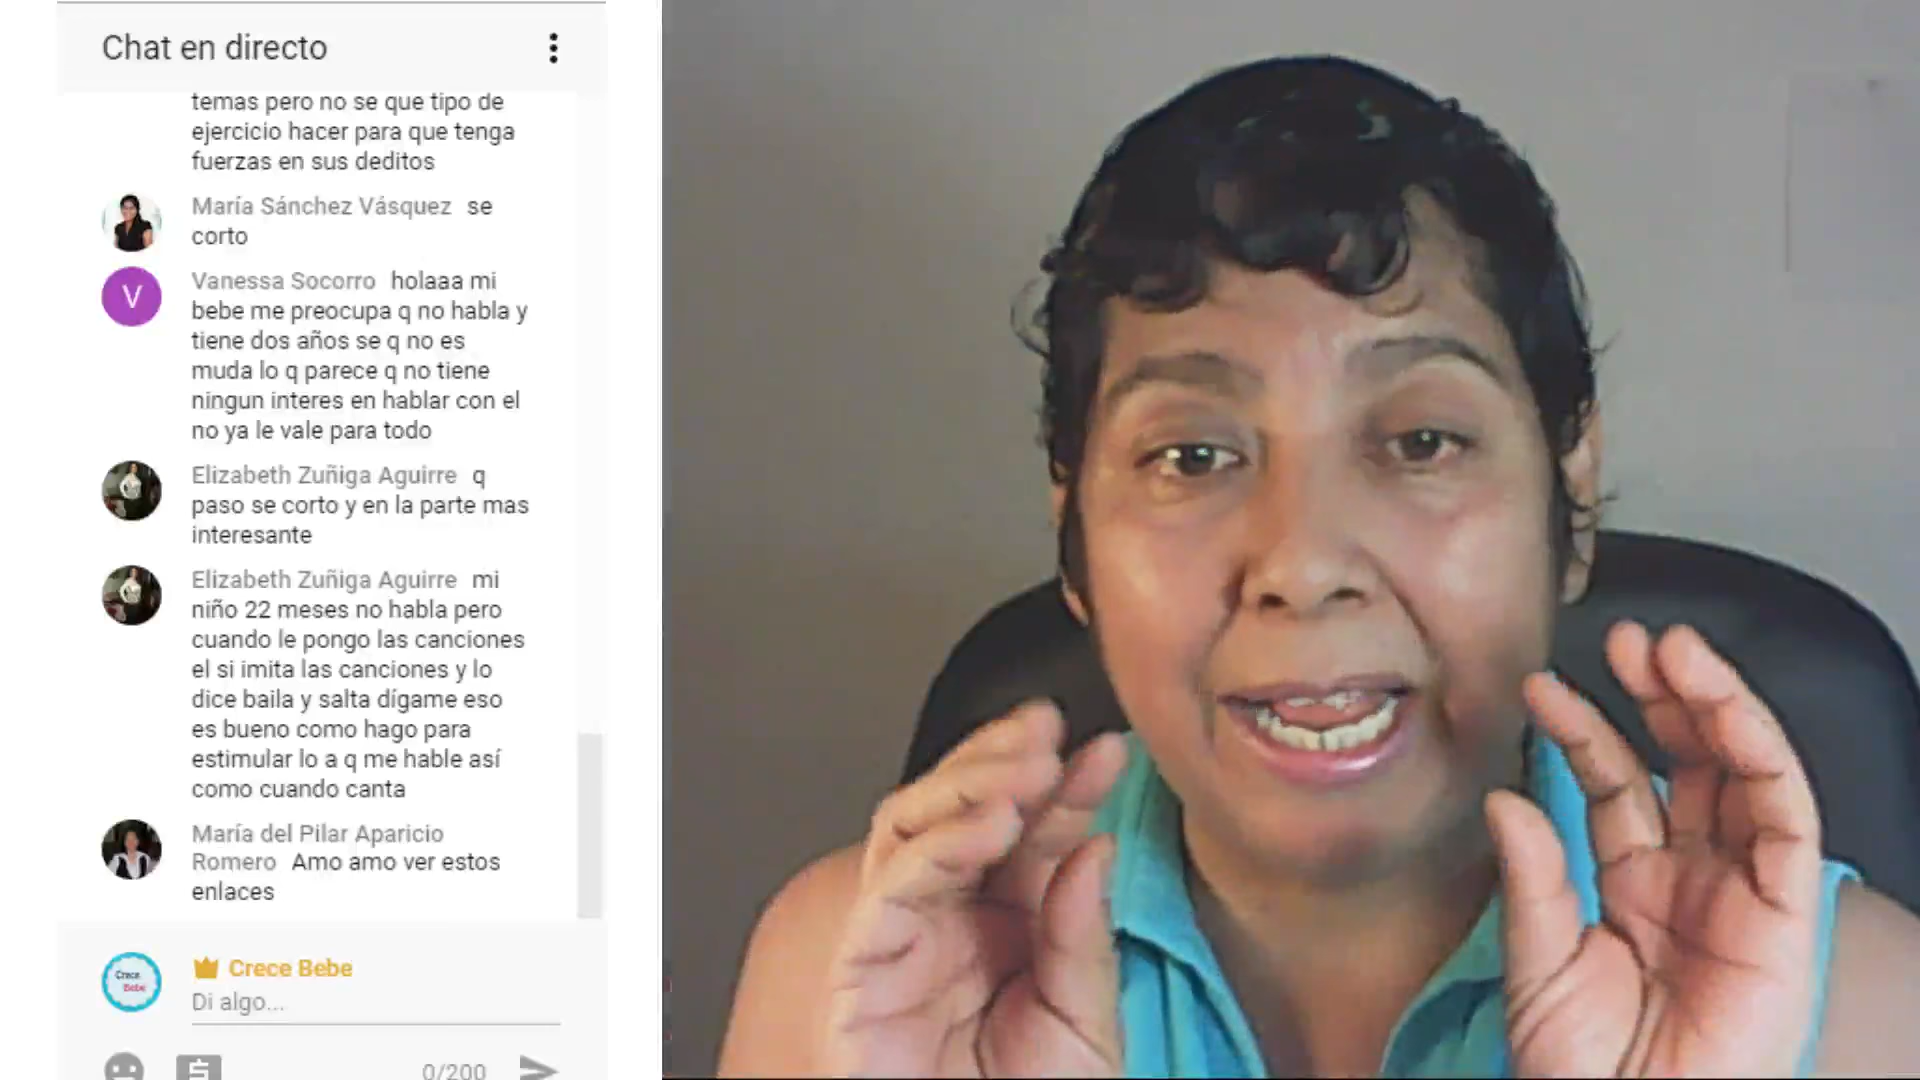 Chat en directo
temas pero no se que tipo de
ejercicio hacer para que tenga
fuerzas en sus deditos
María Sánchez Vásquez se
corto
V
Vanessa Socorro holaaa mi
bebe me preocupa q no habla y
tiene dos años se q no es
muda lo q parece q no tiene
ningun interes en hablar con el
no ya le vale para todo
Elizabeth Zuñiga Aguirre q
paso se corto y en la parte mas
interesante
Elizabeth Zuñiga Aguirre mi
niño 22 meses no habla pero
cuando le pongo las canciones
el si imita las canciones y lo
dice baila y salta dígame eso
es bueno como hago para
estimular lo a q me hable así
como cuando canta
María del Pilar Aparicio
Romero Amo amo ver estos
enlaces
Crece
Bebe
Crece Bebe
Di algo...
$
0/200